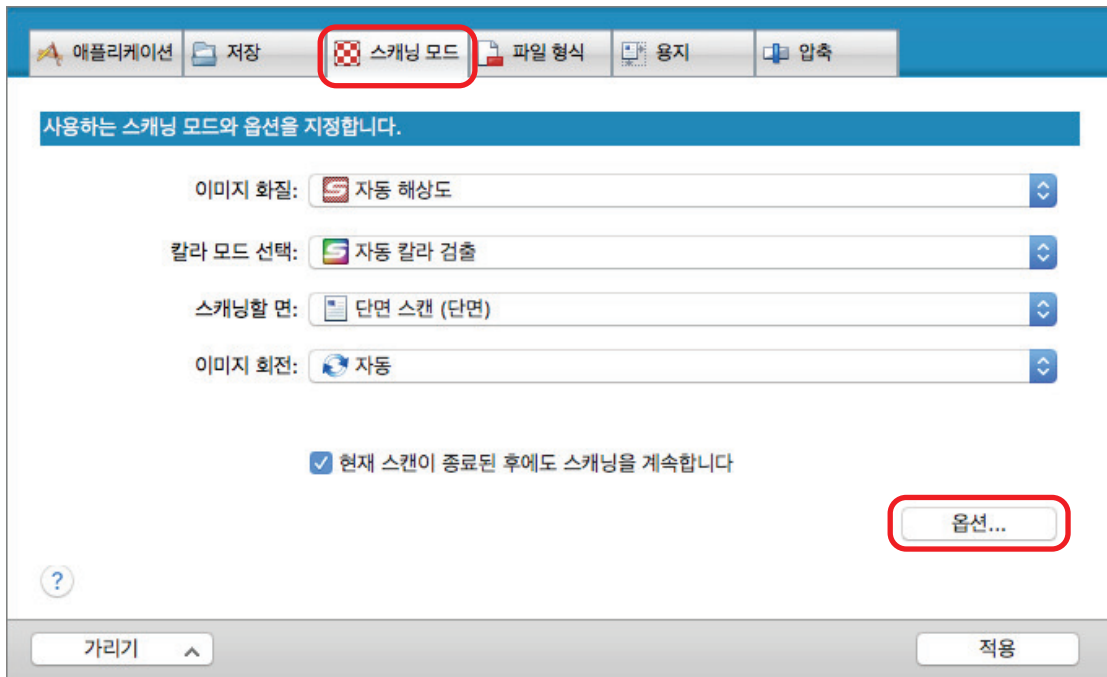 애플리케이션 저장 스캐닝 모드 파일 형식 용지 압축
사용하는 스캐닝 모드와 옵션을 지정합니다.
이미지 화질: 자동 해상도
칼라 모드 선택: 자동 칼라 검출
스캐닝할 면: 단면 스캔 (단면)
이미지 회전: 자동
현재 스캔이 종료된 후에도 스캐닝을 계속합니다
옵션...
?
가리기 적용